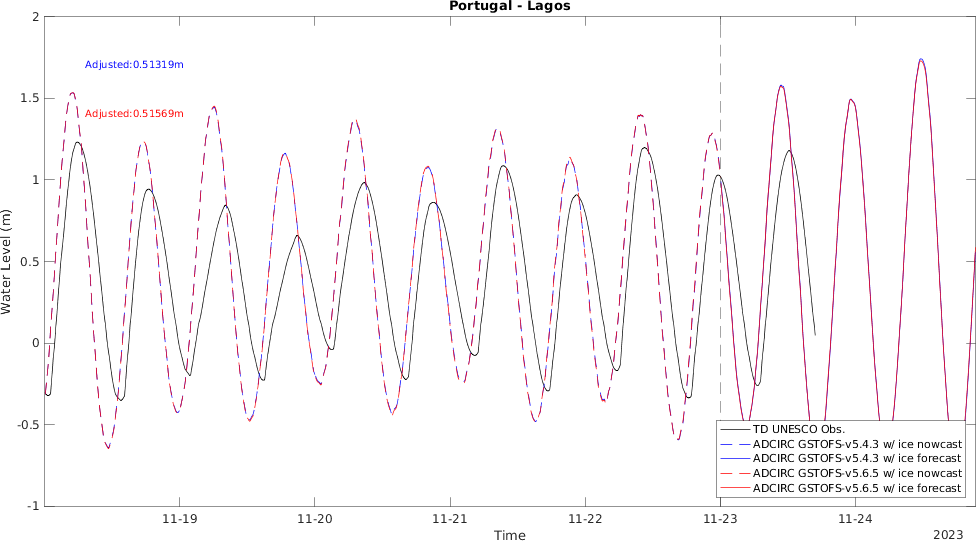 Portugal - Lagos
2
1.5
1
0.5
0
-0.5
-1
Water Level (m)
Adjusted:0.51319m
Adjusted:0.51569m
TD UNESCO Obs.
ADCIRC GSTOFS-v5.4.3 w/ ice nowcast
ADCIRC GSTOFS-v5.4.3 w/ ice forecast
ADCIRC GSTOFS-v5.6.5 w/ ice nowcast
ADCIRC GSTOFS-v5.6.5 w/ ice forecast
11-19
11-20
11-21
11-22
11-23
11-24
Time
2023